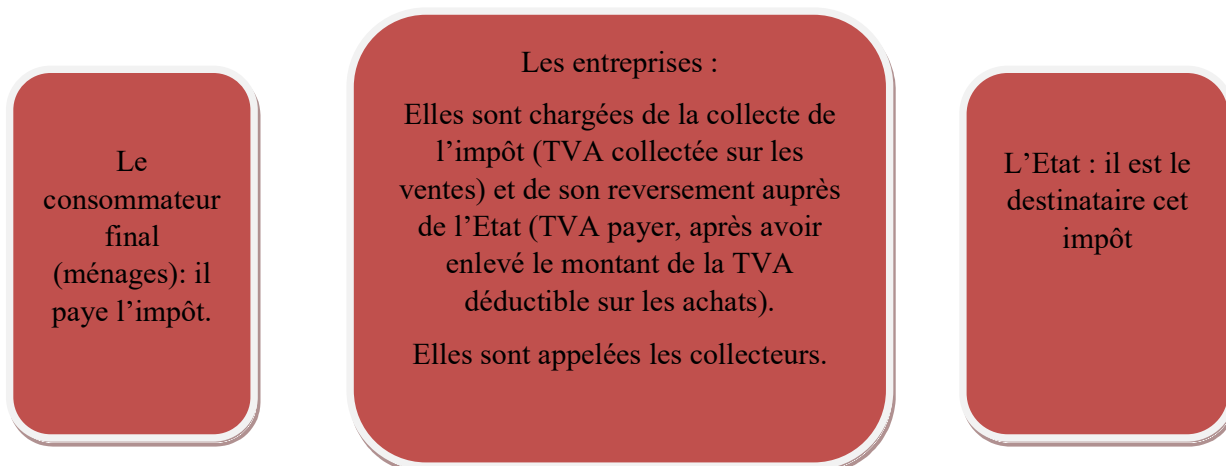 Le
consommateur
final
(ménages): il
paye l’impôt.
Les entreprises :
Elles sont chargées de la collecte de
l’impôt (TVA collectée sur les
ventes) et de son reversement auprès
de l’Etat (TVA payer, après avoir
enlevé le montant de la TVA
déductible sur les achats).
Elles sont appelées les collecteurs.
L’Etat : il est le
destinataire cet
impôt